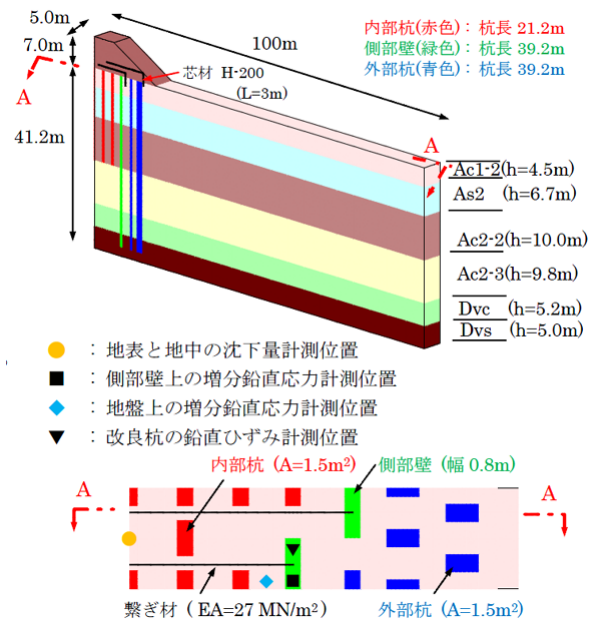 5.0m
7.0m
100m
内部杭(赤色)：杭長 21.2m
側部壁(緑色)：杭長 39.2m
外部杭(青色)：杭長 39.2m
芯材 H-200
(L=3m)
A
41.2m
A
Ac1-2(h=4.5m)
As2 (h=6.7m)
Ac2-2(h=10.0m)
Ac2-3(h=9.8m)
Dvc (h=5.2m)
Dvs (h=5.0m)
：地表と地中の沈下量計測位置
：側部壁上の増分鉛直応力計測位置
：地盤上の増分鉛直応力計測位置
：改良杭の鉛直ひずみ計測位置
内部杭 (A=1.5m²)
側部壁 (幅 0.8m)
A
A
繋ぎ材 ( EA=27 MN/m²)
外部杭 (A=1.5m²)